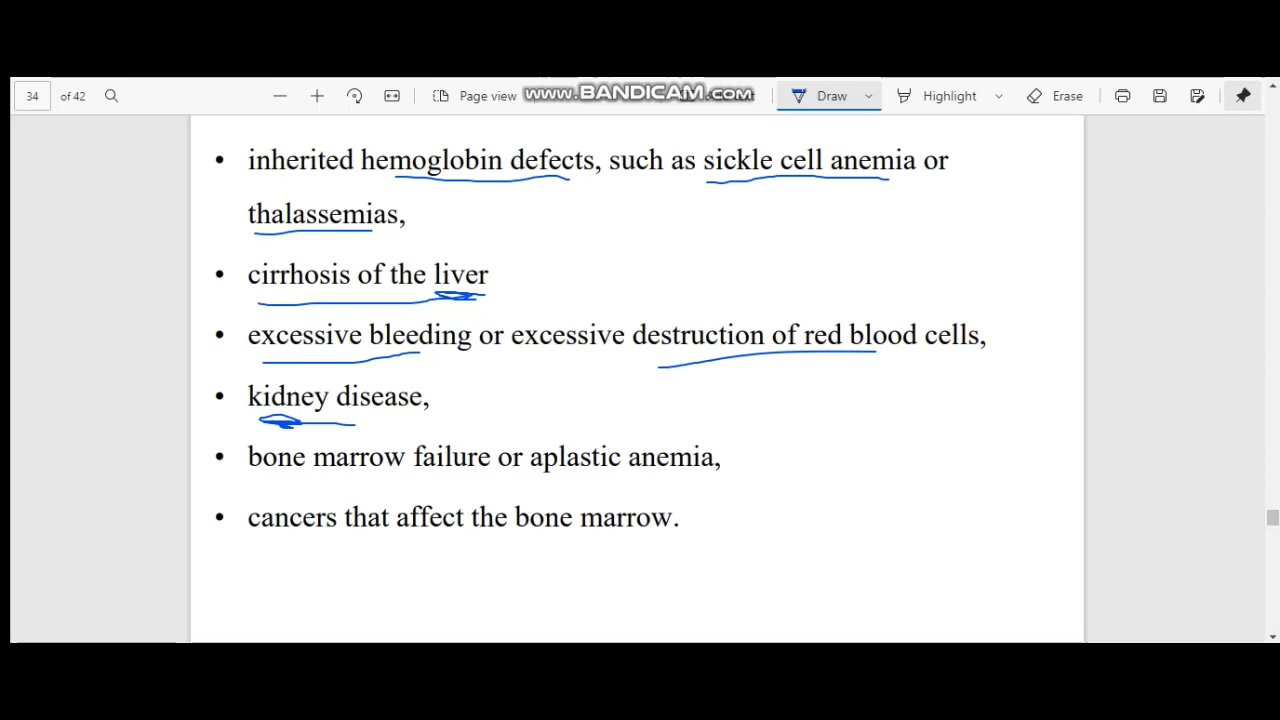 www.BANDICAM.com
34 of 42 Page view Draw Highlight Erase
• inherited hemoglobin defects, such as sickle cell anemia or
thalassemias,
• cirrhosis of the liver
• excessive bleeding or excessive destruction of red blood cells,
• kidney disease,
• bone marrow failure or aplastic anemia,
• cancers that affect the bone marrow.